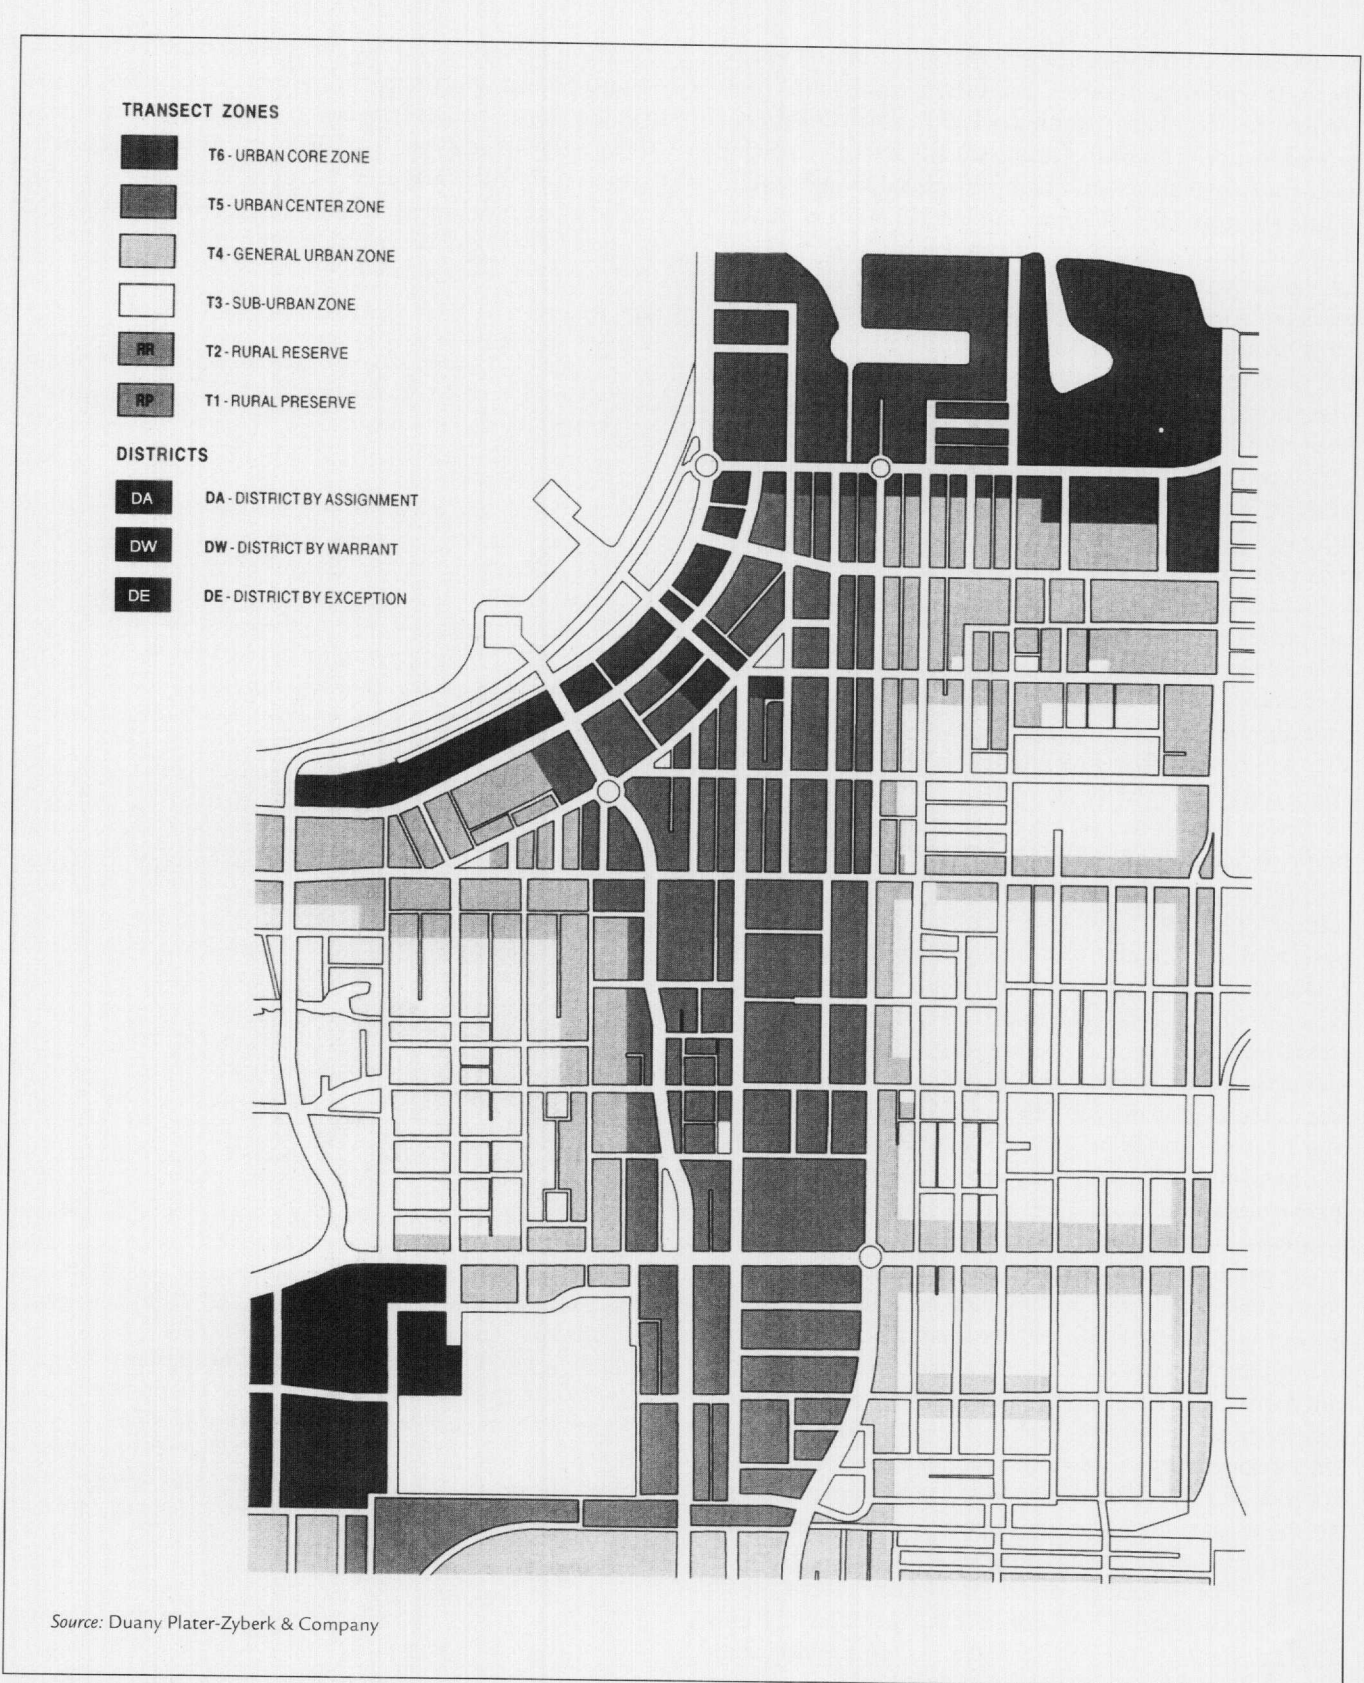 TRANSECT ZONES
T6 - URBAN CORE ZONE
T5 - URBAN CENTER ZONE
T4 - GENERAL URBAN ZONE
T3 - SUB-URBAN ZONE
RR T2 - RURAL RESERVE
RP T1 - RURAL PRESERVE
DISTRICTS
DA DA - DISTRICT BY ASSIGNMENT
DW DW - DISTRICT BY WARRANT
DE DE - DISTRICT BY EXCEPTION
Source: Duany Plater-Zyberk & Company